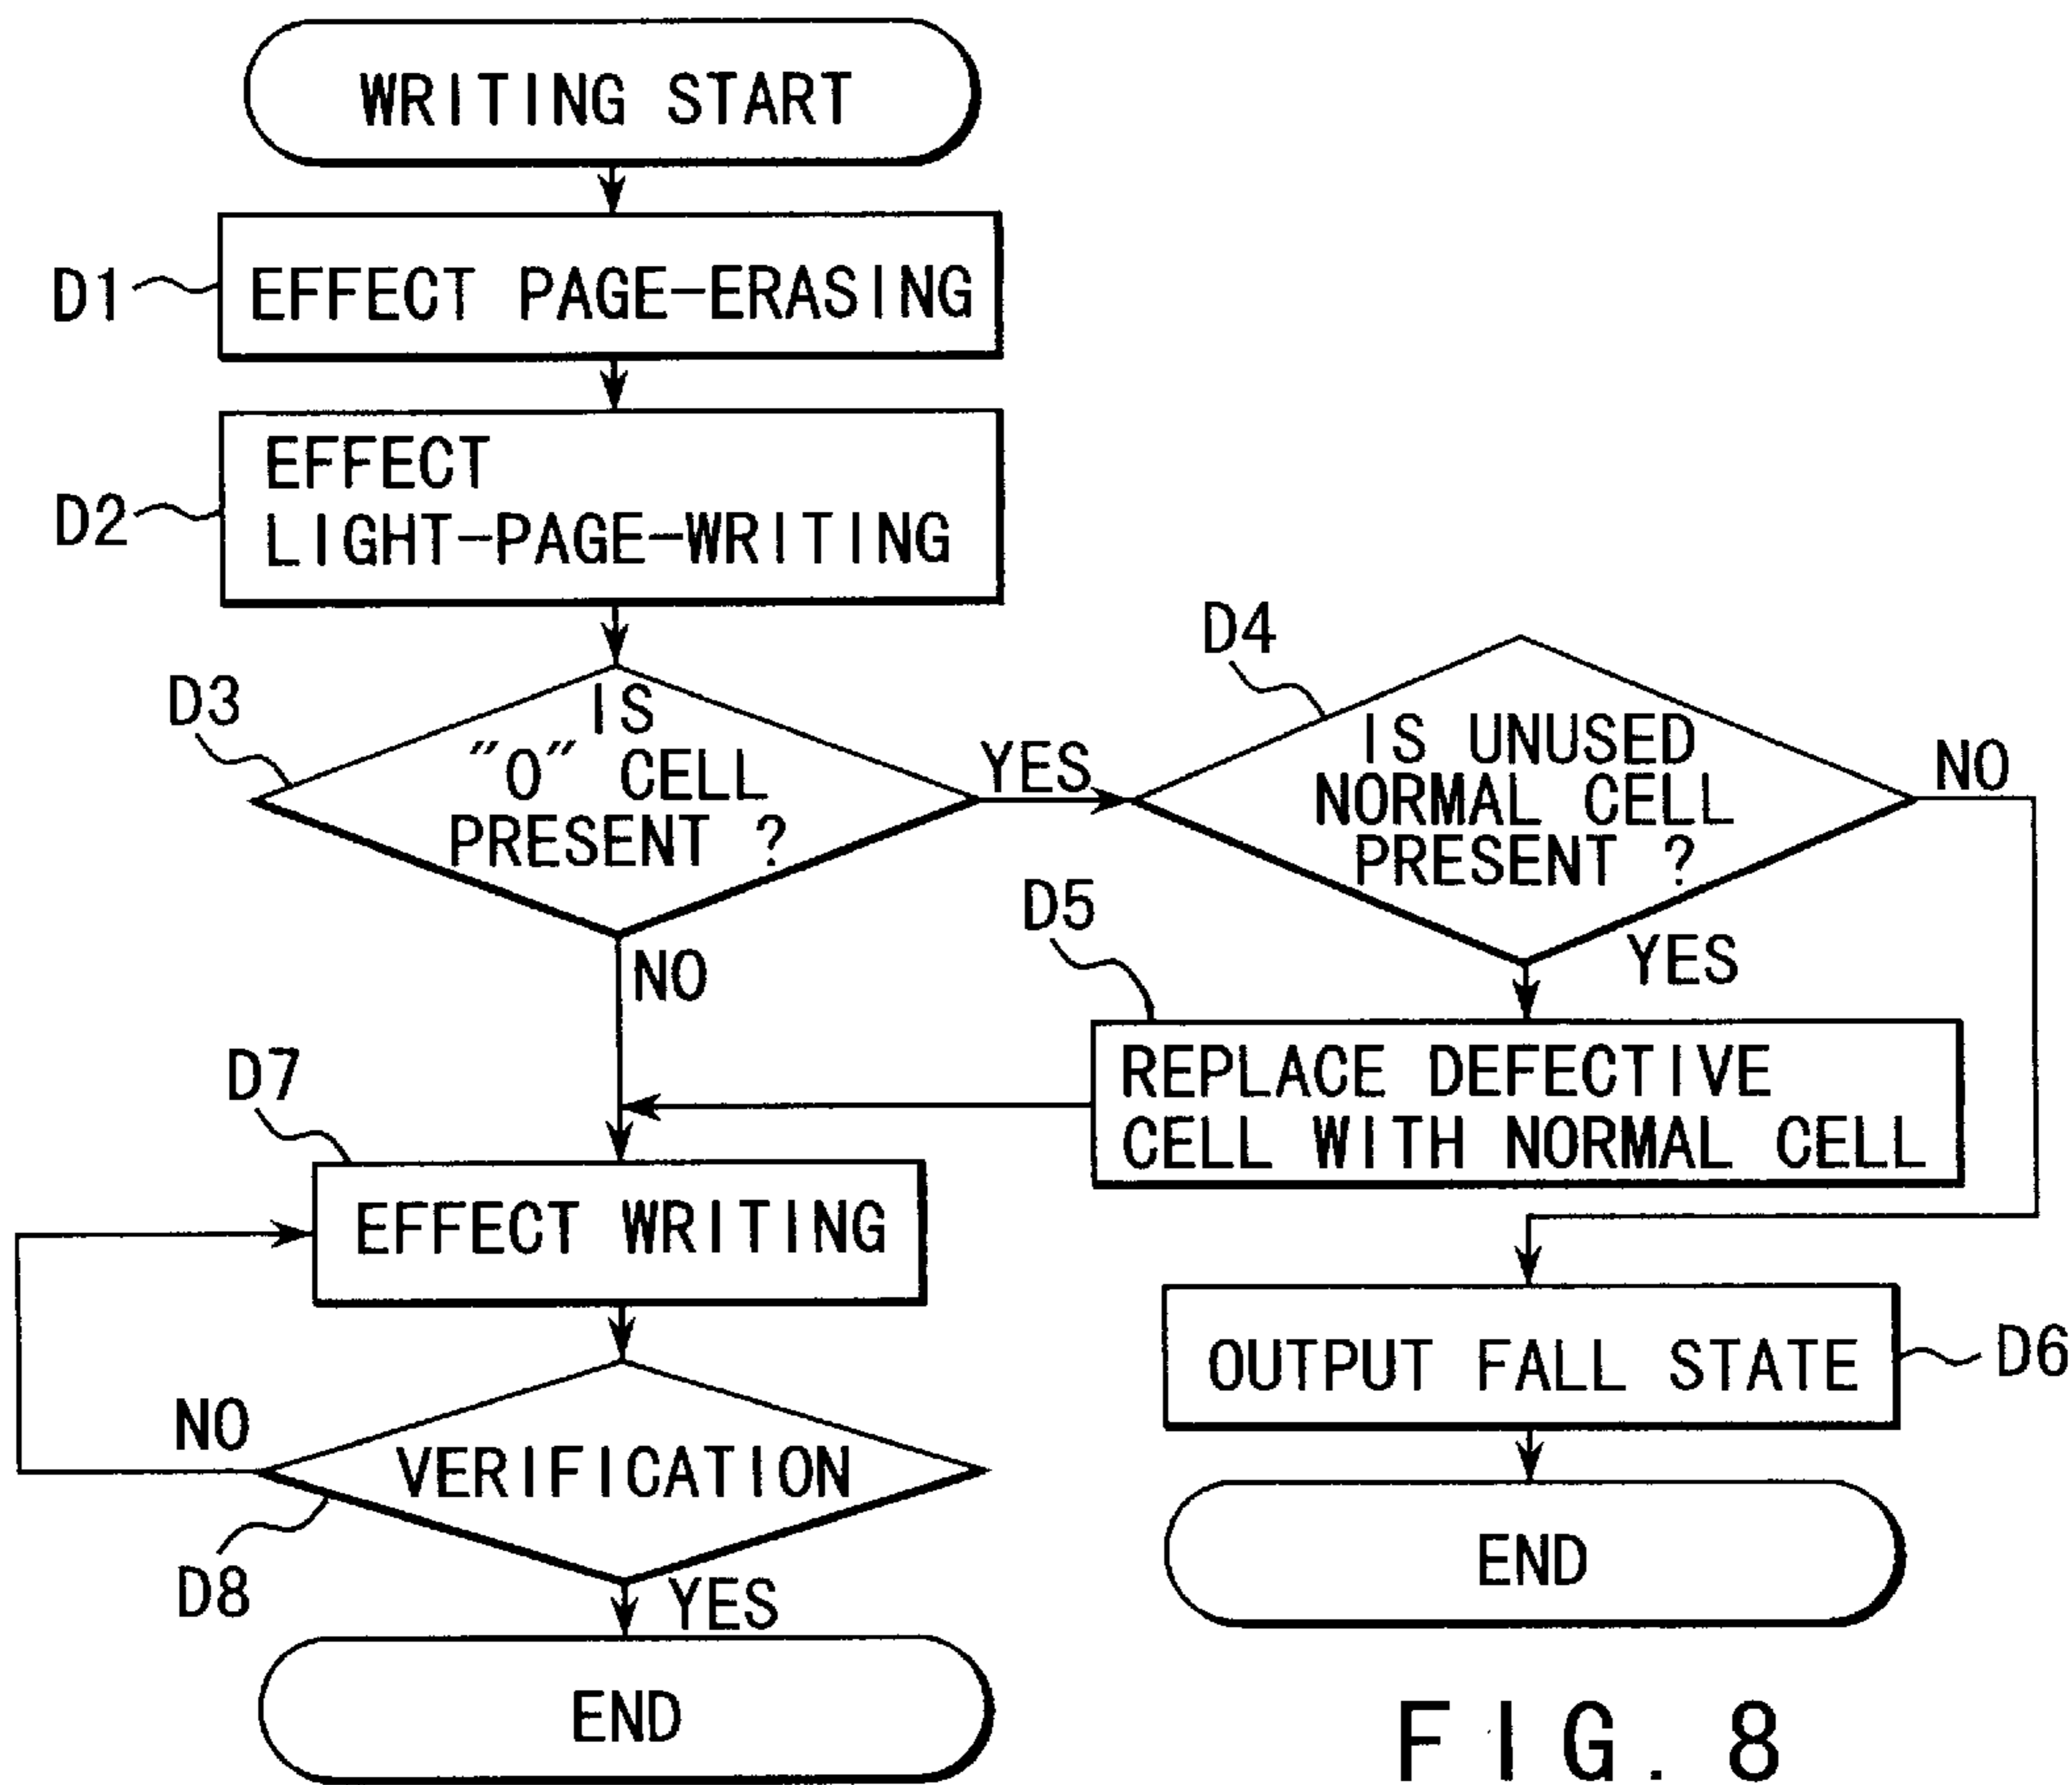 WRITING START
D1
EFFECT PAGE-ERASING
D2
EFFECT
LIGHT-PAGE-WRITING
D3
IS
"0" CELL
PRESENT ?
YES
NO
D4
IS UNUSED
NORMAL CELL
PRESENT ?
NO
YES
D5
REPLACE DEFECTIVE
CELL WITH NORMAL CELL
D7
EFFECT WRITING
OUTPUT FALL STATE
D6
NO
VERIFICATION
D8
YES
END
END
FIG. 8